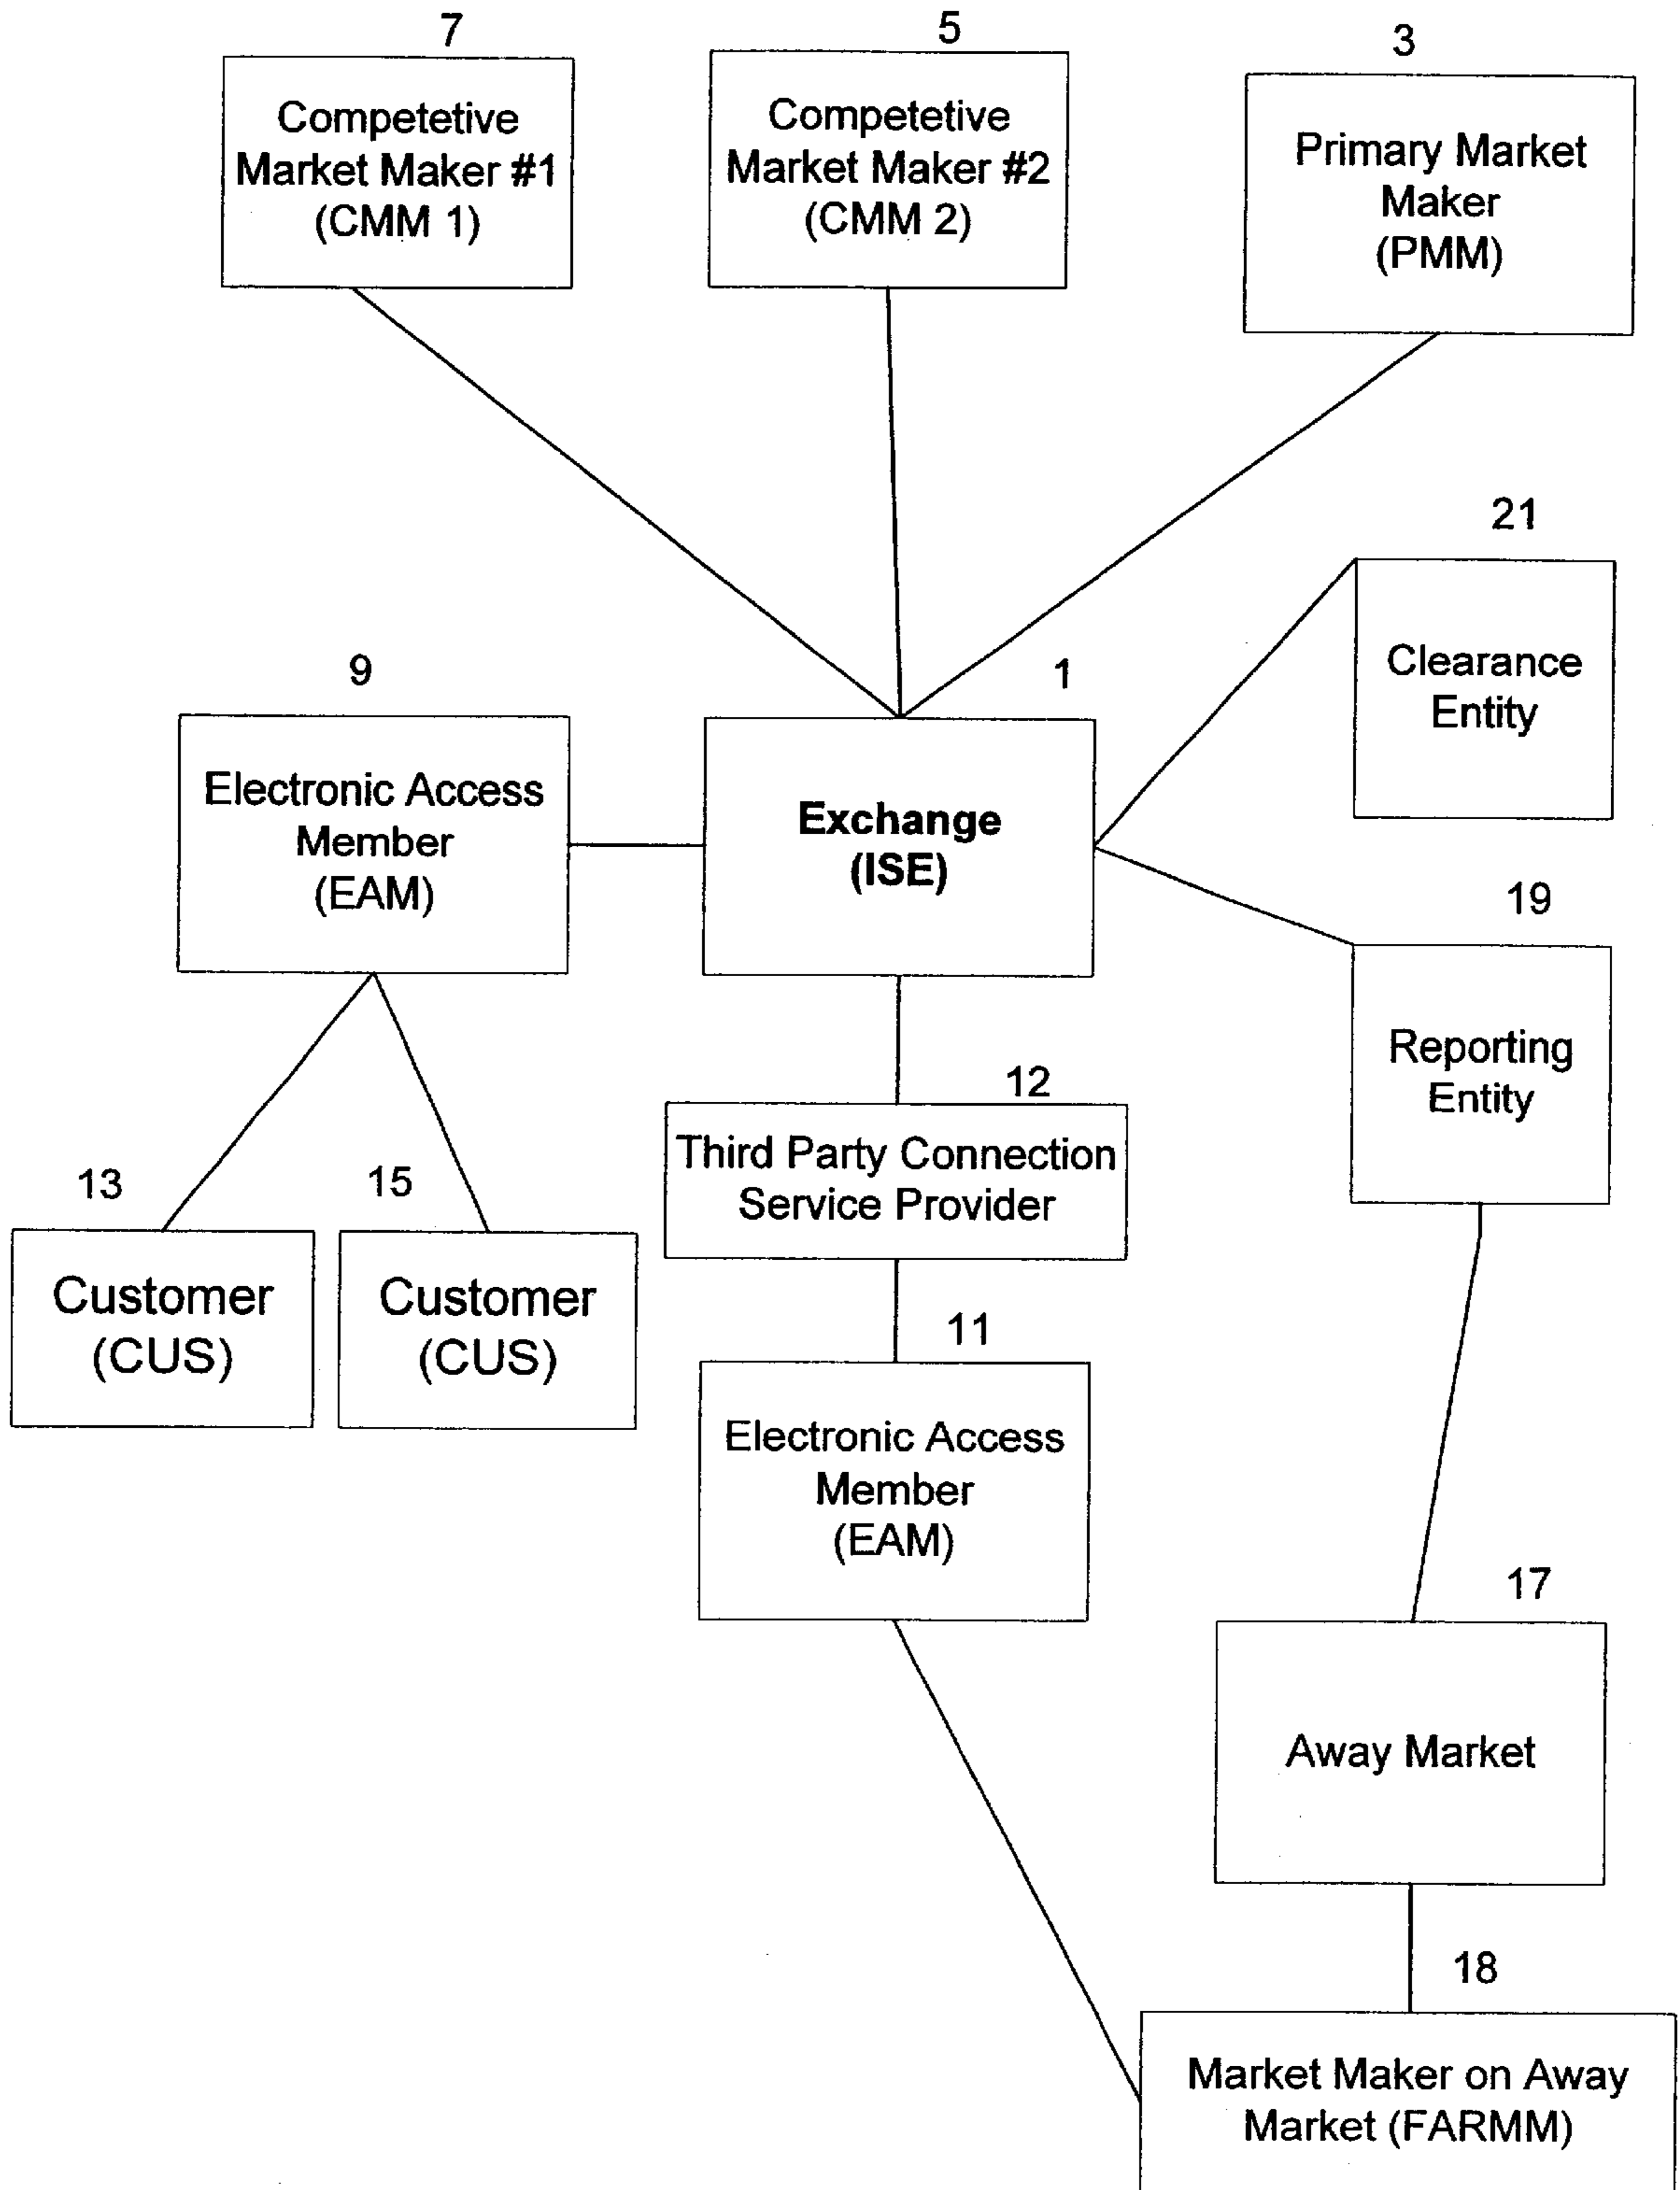 7
Competetive
Market Maker #1
(CMM 1)
5
Competetive
Market Maker #2
(CMM 2)
3
Primary Market
Maker
(PMM)
21
Clearance
Entity
9
Electronic Access
Member
(EAM)
1
Exchange
(ISE)
19
Reporting
Entity
12
Third Party Connection
Service Provider
13
Customer
(CUS)
15
Customer
(CUS)
11
Electronic Access
Member
(EAM)
17
Away Market
18
Market Maker on Away
Market (FARMM)